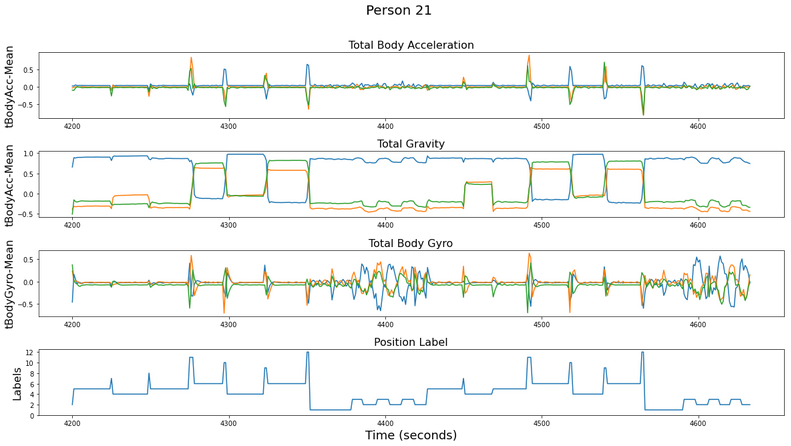 Person 21
Total Body Acceleration
tBodyAcc-Mean
0.5
0.0
−0.5
4200 4300 4400 4500 4600
Total Gravity
tBodyAcc-Mean
1.0
0.5
0.0
−0.5
4200 4300 4400 4500 4600
Total Body Gyro
tBodyGyro-Mean
0.5
0.0
−0.5
4200 4300 4400 4500 4600
Position Label
Labels
12
10
8
6
4
2
0
4200 4300 4400 4500 4600
Time (seconds)